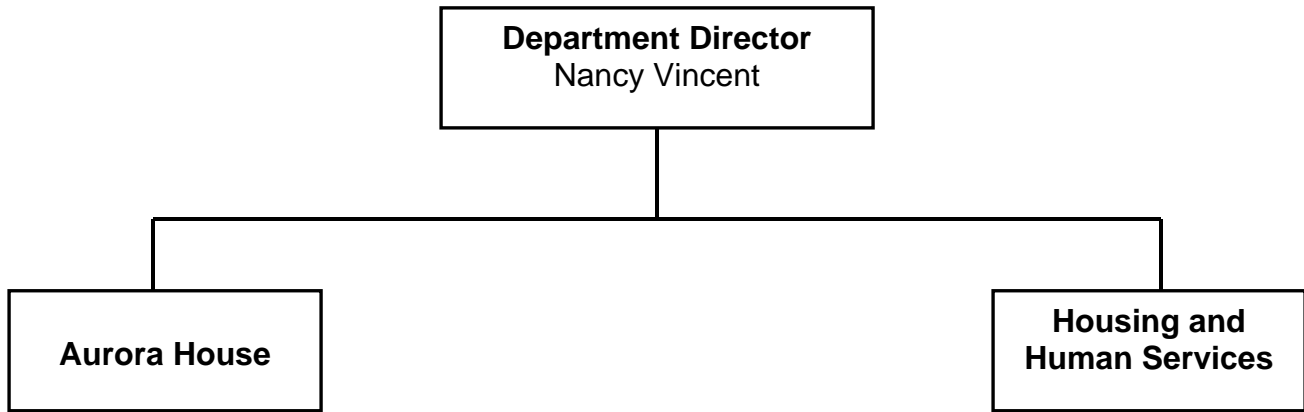 Department Director
Nancy Vincent
Aurora House
Housing and
Human Services